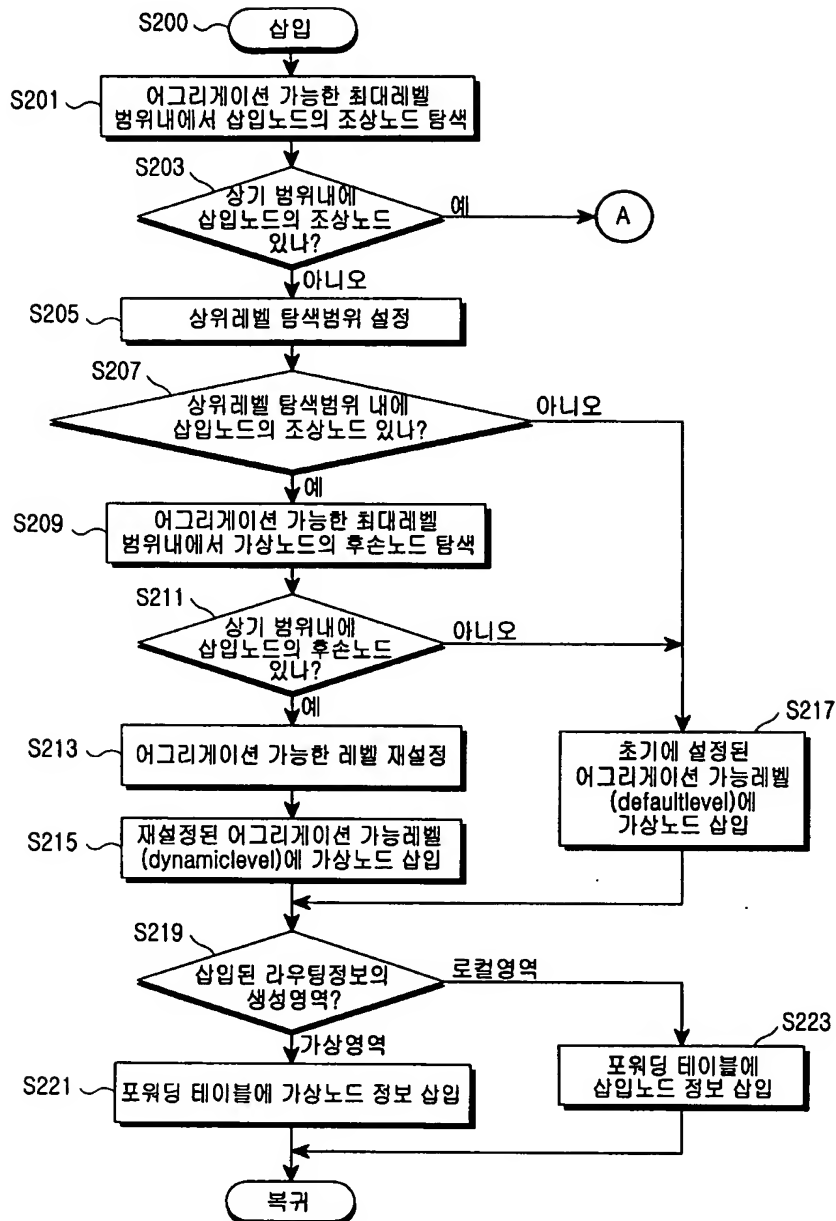 S200
삽입
S201
어그리게이션 가능한 최대레벨
범위내에서 삽입노드의 조상노드 탐색
S203
상기 범위내에
삽입노드의 조상노드
있나?
예
A
아니오
S205
상위레벨 탐색범위 설정
S207
상위레벨 탐색범위 내에
삽입노드의 조상노드 있나?
아니오
예
S209
어그리게이션 가능한 최대레벨
범위내에서 가상노드의 후손노드 탐색
S211
상기 범위내에
삽입노드의 후손노드
있나?
아니오
예
S213
어그리게이션 가능한 레벨 재설정
S217
초기에 설정된
어그리게이션 가능레벨
(defaultlevel)에
가상노드 삽입
S215
재설정된 어그리게이션 가능레벨
(dynamiclevel)에 가상노드 삽입
S219
삽입된 라우팅정보의
생성영역?
로컬영역
가상영역
S221
포워딩 테이블에 가상노드 정보 삽입
S223
포워딩 테이블에
삽입노드 정보 삽입
복귀